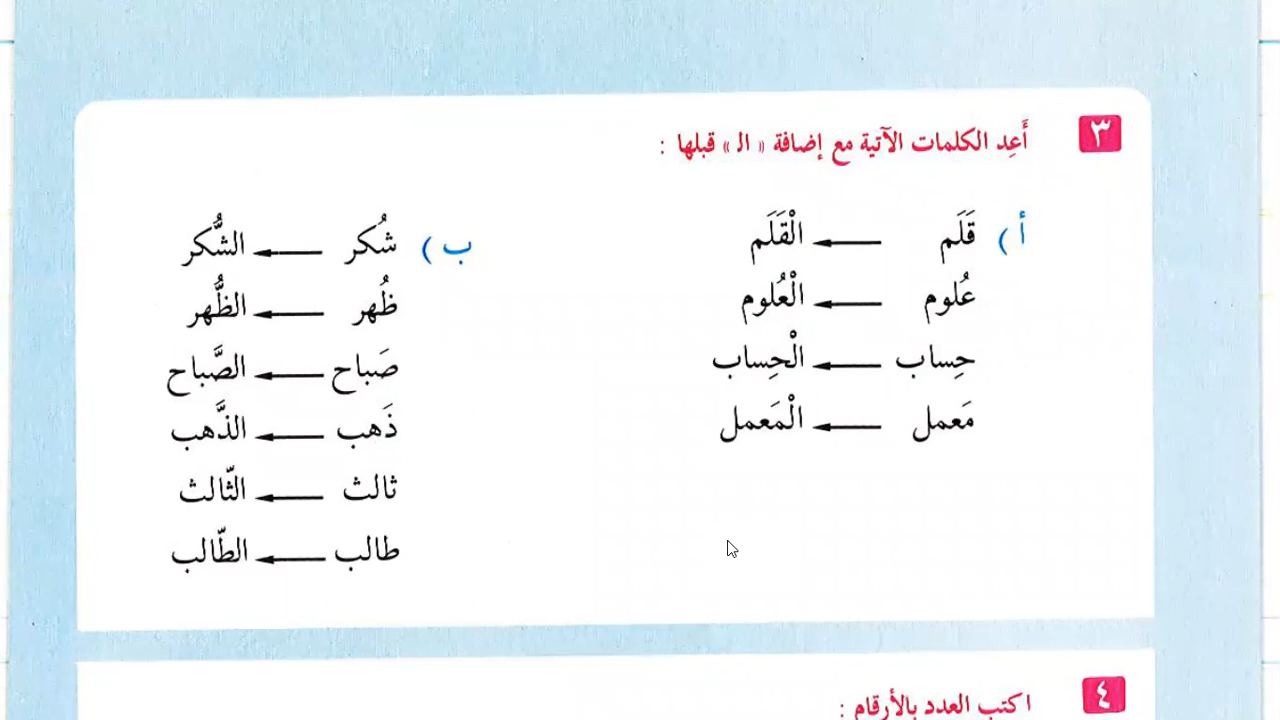 ٣ أَعِد الكلمات الآتية مع إضافة « الـ » قبلها :
أ ) قَلَم ← الْقَلَم
عُلوم ← الْعُلوم
حِساب ← الْحِساب
مَعمل ← الْمَعمل
ب ) شُكر ← الشُّكر
ظُهر ← الظُّهر
صَباح ← الصَّباح
ذَهب ← الذَّهب
ثالث ← الثّالث
طالب ← الطّالب
٤ اكتب العدد بالأرقام :